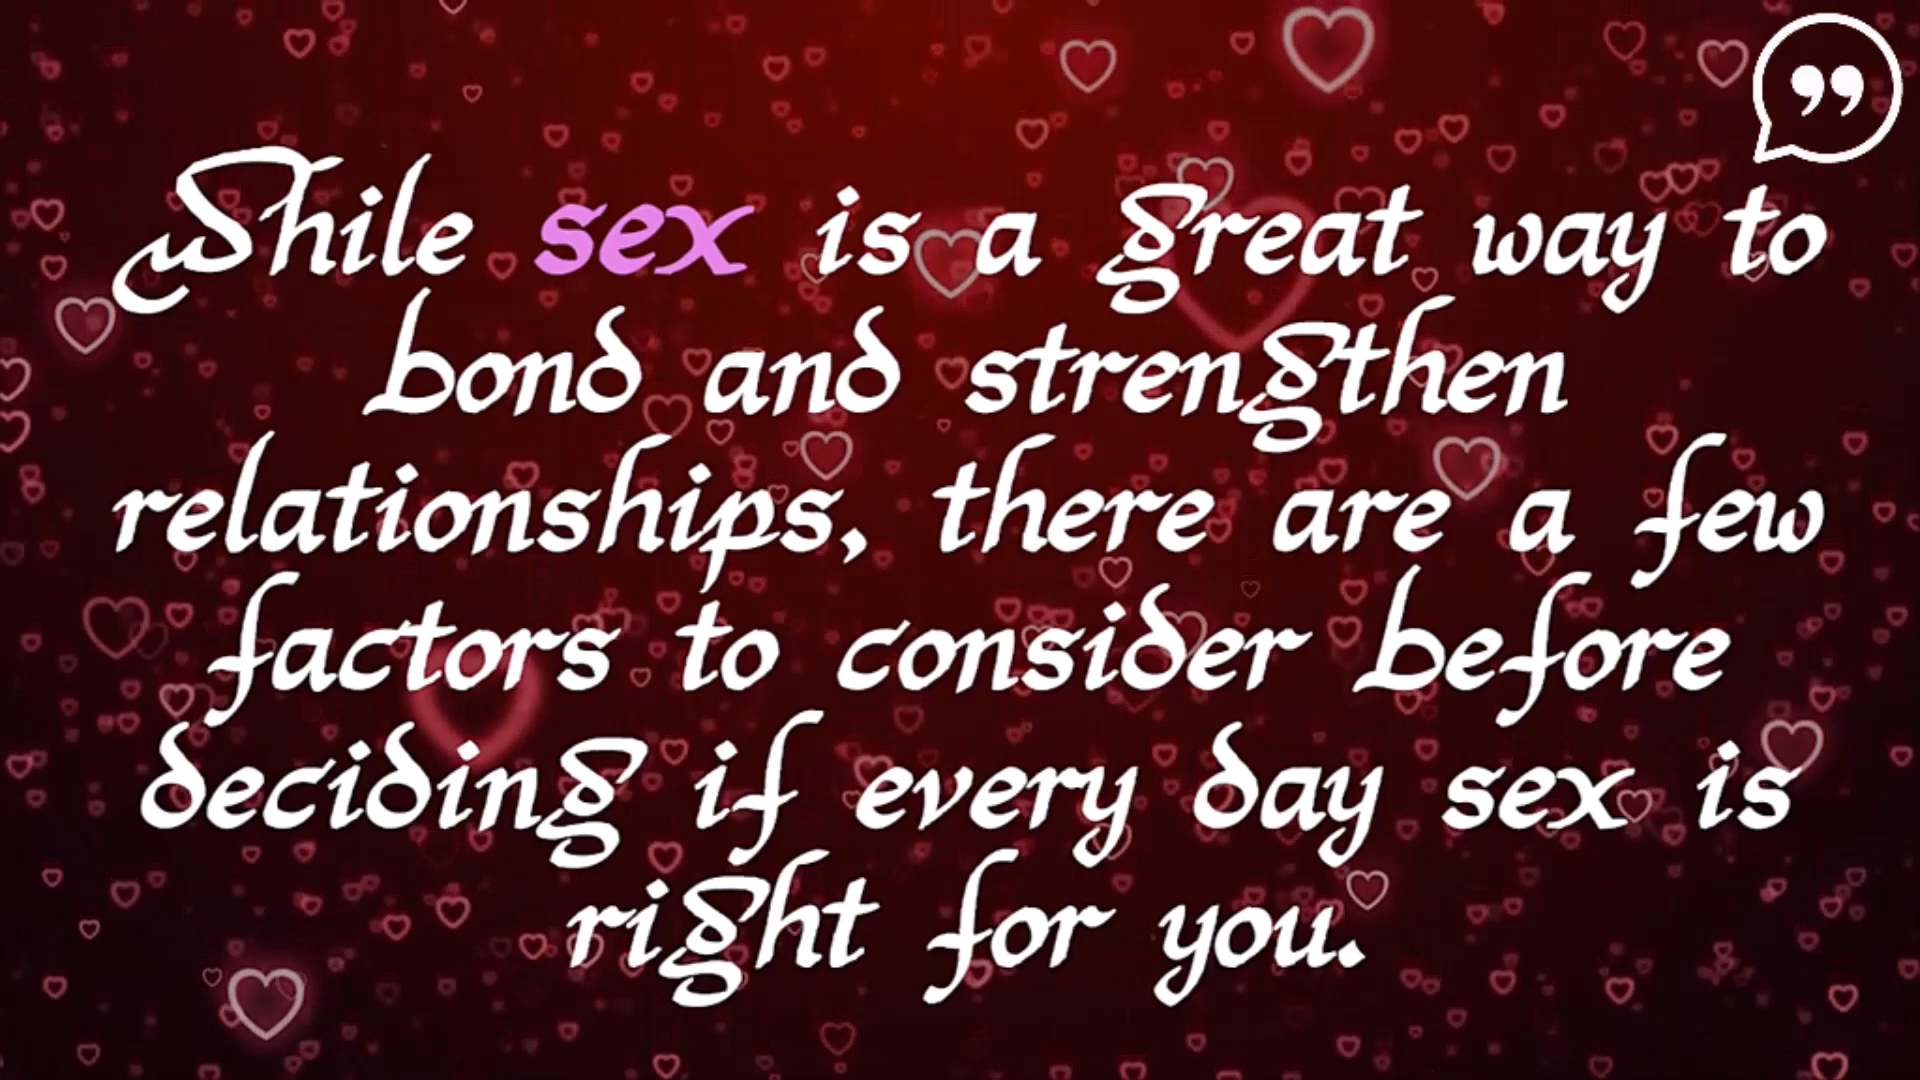 While sex is a great way to
bond and strengthen
relationships, there are a few
factors to consider before
deciding if every day sex is
right for you.